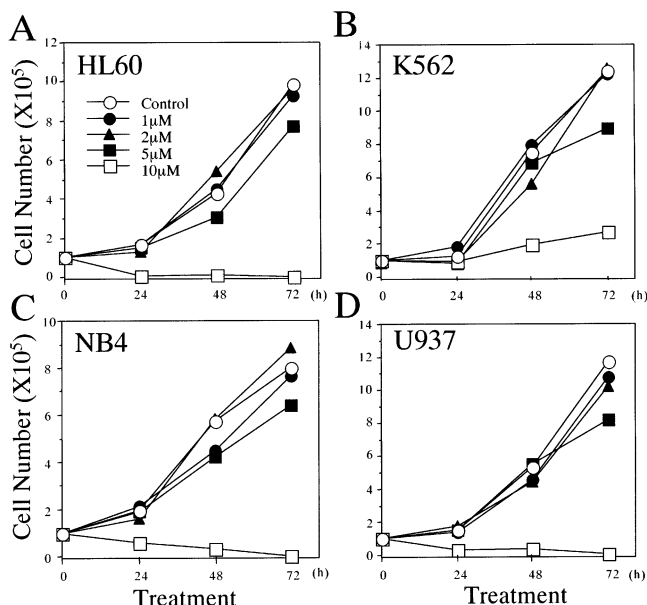 A
HL60
Cell Number (X10⁵)
12
10
8
6
4
2
0
Control
1μM
2μM
5μM
10μM
0 24 48 72 (h)
B
K562
14
12
10
8
6
4
2
0
0 24 48 72 (h)
C
NB4
Cell Number (X10⁵)
10
8
6
4
2
0
0 24 48 72 (h)
Treatment
D
U937
14
12
10
8
6
4
2
0
0 24 48 72 (h)
Treatment